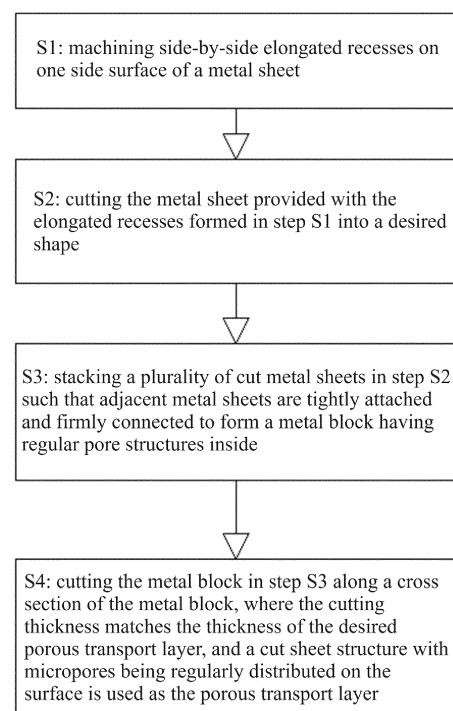 S1: machining side-by-side elongated recesses on
one side surface of a metal sheet
S2: cutting the metal sheet provided with the
elongated recesses formed in step S1 into a desired
shape
S3: stacking a plurality of cut metal sheets in step S2
such that adjacent metal sheets are tightly attached
and firmly connected to form a metal block having
regular pore structures inside
S4: cutting the metal block in step S3 along a cross
section of the metal block, where the cutting
thickness matches the thickness of the desired
porous transport layer, and a cut sheet structure with
micropores being regularly distributed on the
surface is used as the porous transport layer